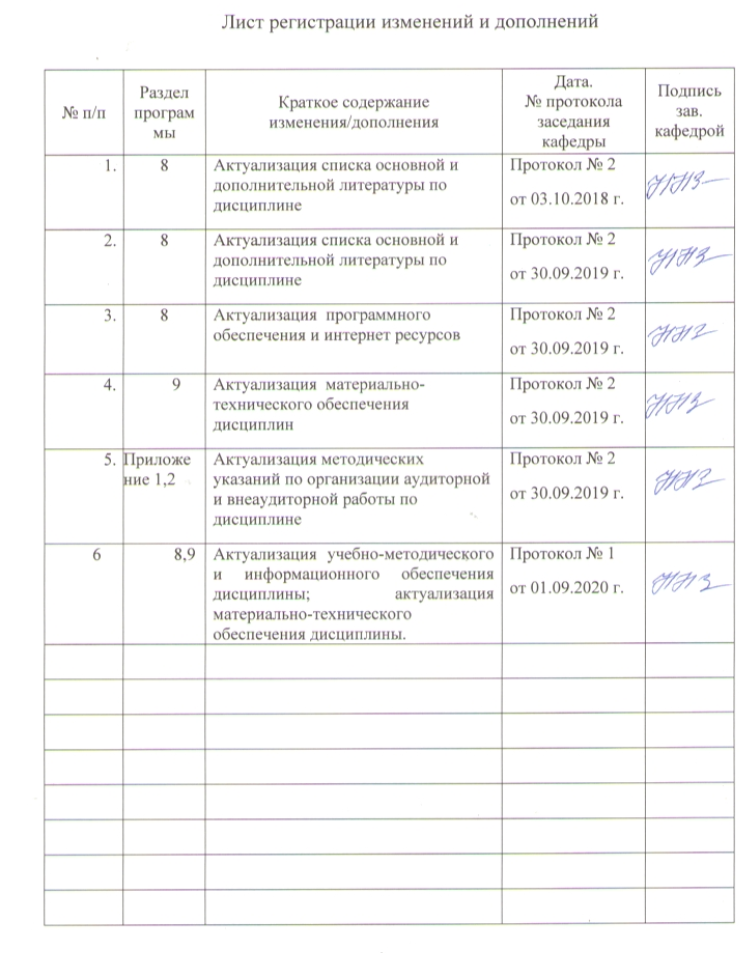 Лист регистрации изменений и дополнений
№ п/п
Раздел
програм
мы
Краткое содержание
изменения/дополнения
Дата.
№ протокола
заседания
кафедры
Подпись
зав.
кафедрой
1.
8
Актуализация списка основной и
дополнительной литературы по
дисциплине
Протокол № 2
от 03.10.2018 г.
2.
8
Актуализация списка основной и
дополнительной литературы по
дисциплине
Протокол № 2
от 30.09.2019 г.
3.
8
Актуализация программного
обеспечения и интернет ресурсов
Протокол № 2
от 30.09.2019 г.
4.
9
Актуализация материально-
технического обеспечения
дисциплин
Протокол № 2
от 30.09.2019 г.
5.
Приложе
ние 1,2
Актуализация методических
указаний по организации аудиторной
и внеаудиторной работы по
дисциплине
Протокол № 2
от 30.09.2019 г.
6
8,9
Актуализация учебно-методического
и информационного обеспечения
дисциплины; актуализация
материально-технического
обеспечения дисциплины.
Протокол № 1
от 01.09.2020 г.